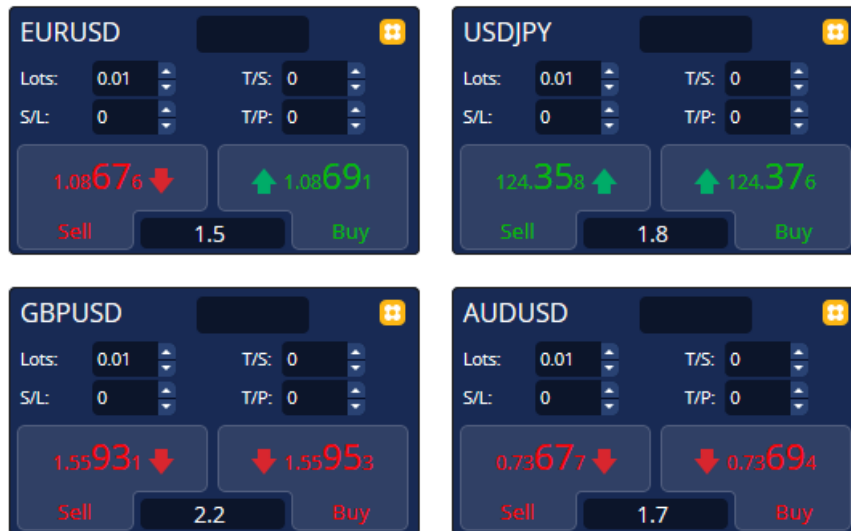 EURUSD
Lots: 0.01 T/S: 0
S/L: 0 T/P: 0
1.08676 1.08691
Sell 1.5 Buy
USDJPY
Lots: 0.01 T/S: 0
S/L: 0 T/P: 0
124.358 124.376
Sell 1.8 Buy
GBPUSD
Lots: 0.01 T/S: 0
S/L: 0 T/P: 0
1.55931 1.55953
Sell 2.2 Buy
AUDUSD
Lots: 0.01 T/S: 0
S/L: 0 T/P: 0
0.73677 0.73694
Sell 1.7 Buy